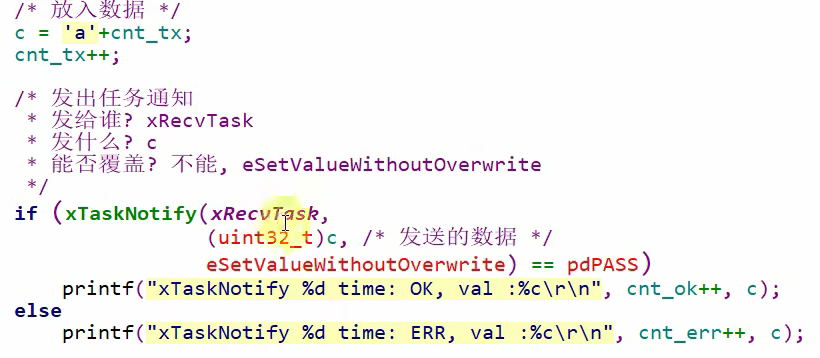 /* 放入数据 */
c = 'a'+cnt_tx;
cnt_tx++;
/* 发出任务通知
* 发给谁? xRecvTask
* 发什么? c
* 能否覆盖? 不能, eSetValueWithoutOverwrite
*/
if (xTaskNotify(xRecvTask,
(uint32_t)c, /* 发送的数据 */
eSetValueWithoutOverwrite) == pdPASS)
printf("xTaskNotify %d time: OK, val :%c\r\n", cnt_ok++, c);
else
printf("xTaskNotify %d time: ERR, val :%c\r\n", cnt_err++, c);